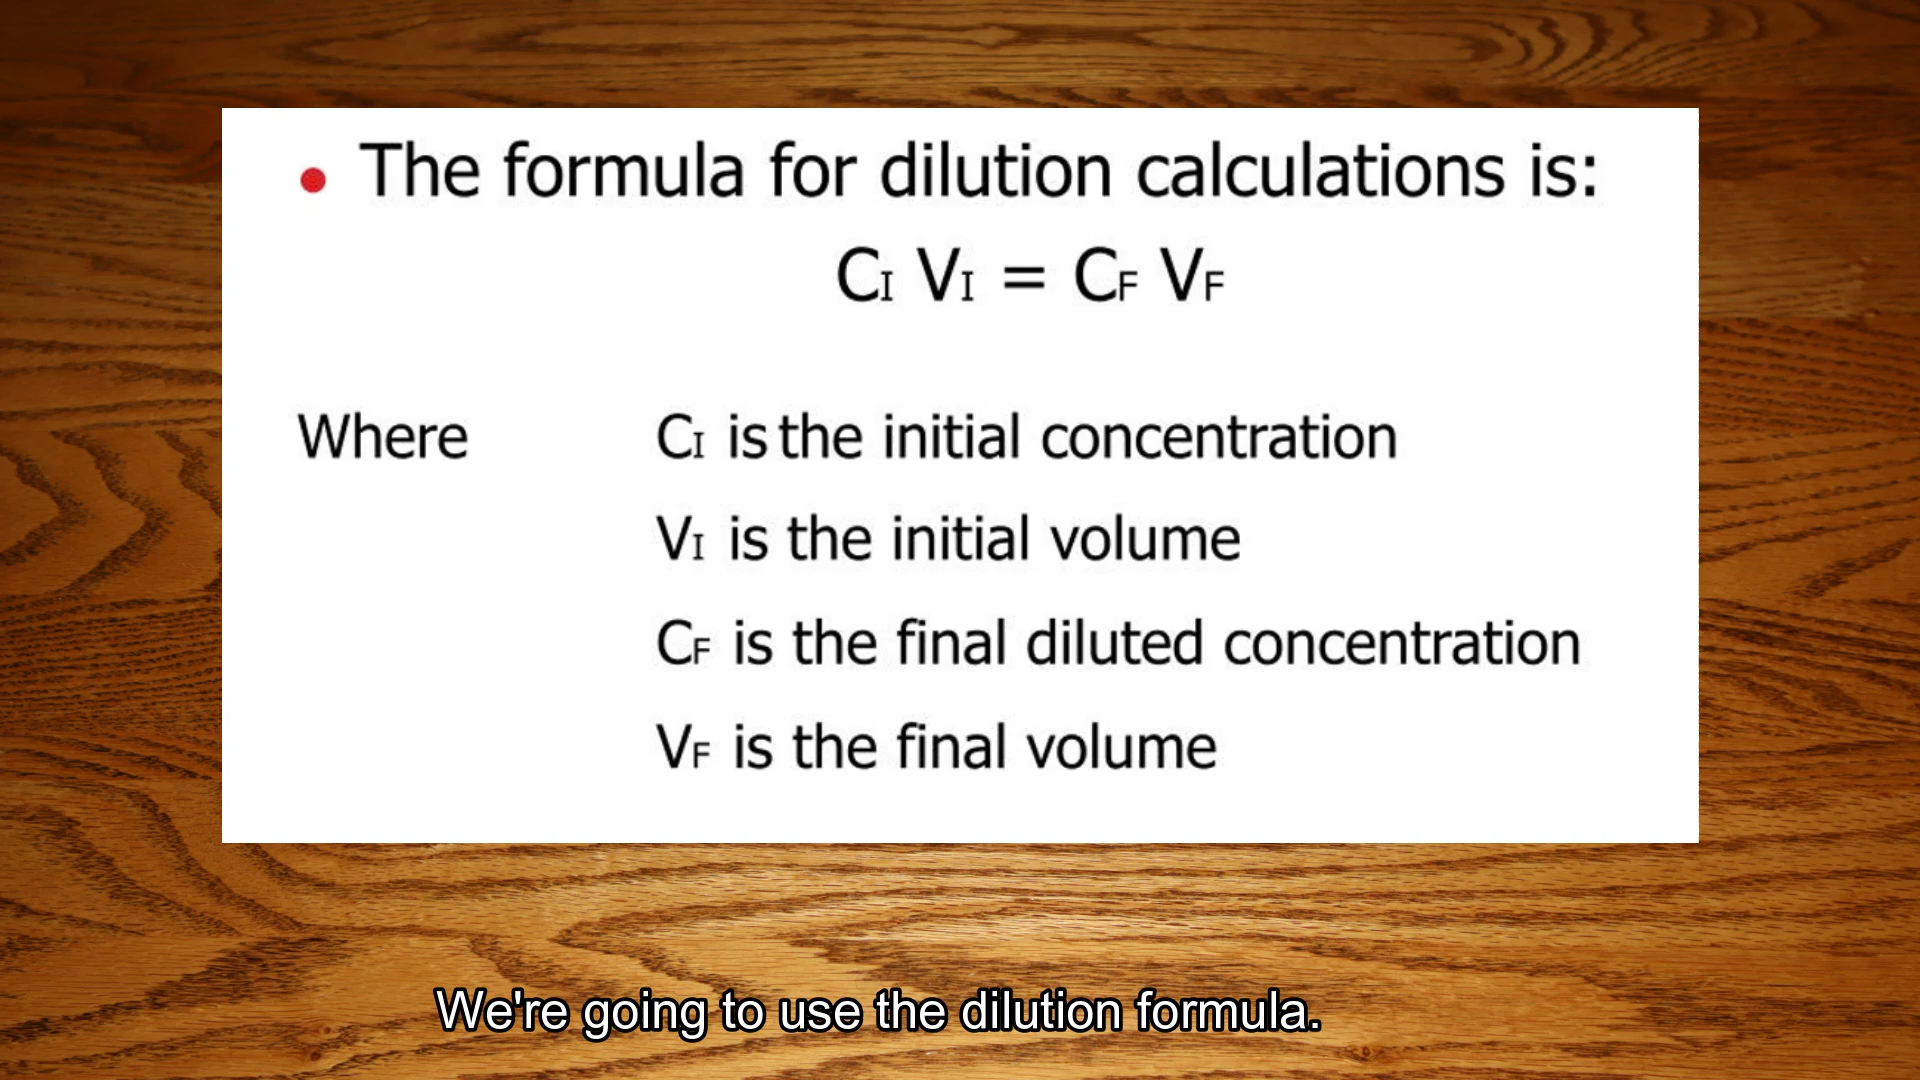 • The formula for dilution calculations is:
CI VI = CF VF
Where CI is the initial concentration
VI is the initial volume
CF is the final diluted concentration
VF is the final volume
We're going to use the dilution formula.